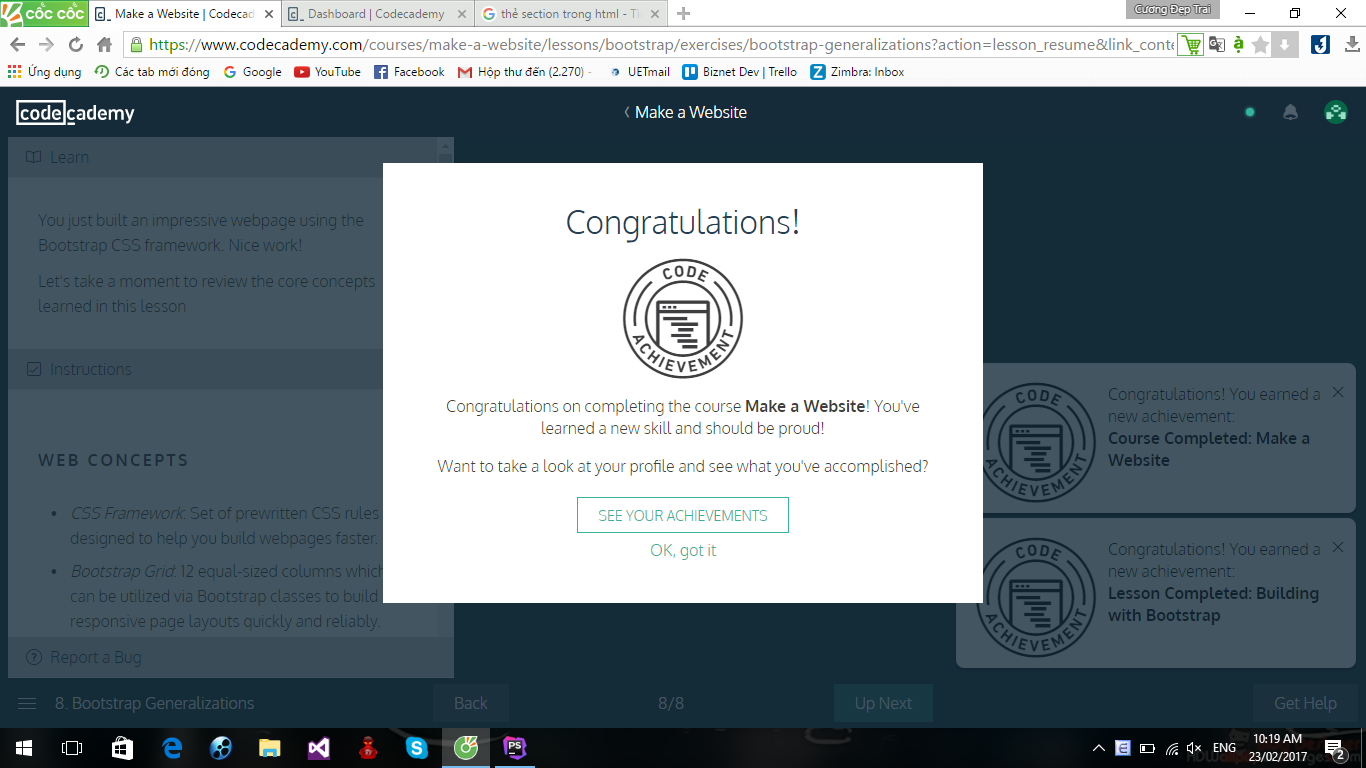 CỐC CỐC
Make a Website | Codecad
Dashboard | Codecademy
thẻ section trong html - Tì
Cương Đẹp Trai
https://www.codecademy.com/courses/make-a-website/lessons/bootstrap/exercises/bootstrap-generalizations?action=lesson_resume&link_conte
Ứng dụng
Các tab mới đóng
Google
YouTube
Facebook
Hộp thư đến (2.270) -
UETmail
Biznet Dev | Trello
Zimbra: Inbox
codecademy
Make a Website
Learn
You just built an impressive webpage using the
Bootstrap CSS framework. Nice work!
Let's take a moment to review the core concepts
learned in this lesson
Instructions
WEB CONCEPTS
• CSS Framework: Set of prewritten CSS rules
designed to help you build webpages faster.
• Bootstrap Grid: 12 equal-sized columns which
can be utilized via Bootstrap classes to build
responsive page layouts quickly and reliably.
Report a Bug
Congratulations!
CODE
ACHIEVEMENT
Congratulations on completing the course Make a Website! You've
learned a new skill and should be proud!
Want to take a look at your profile and see what you've accomplished?
SEE YOUR ACHIEVEMENTS
OK, got it
CODE
ACHIEVEMENT
Congratulations! You earned a
new achievement:
Course Completed: Make a
Website
CODE
ACHIEVEMENT
Congratulations! You earned a
new achievement:
Lesson Completed: Building
with Bootstrap
8. Bootstrap Generalizations
Back
8/8
Up Next
Get Help
PS
E
ENG
10:19 AM
23/02/2017
2